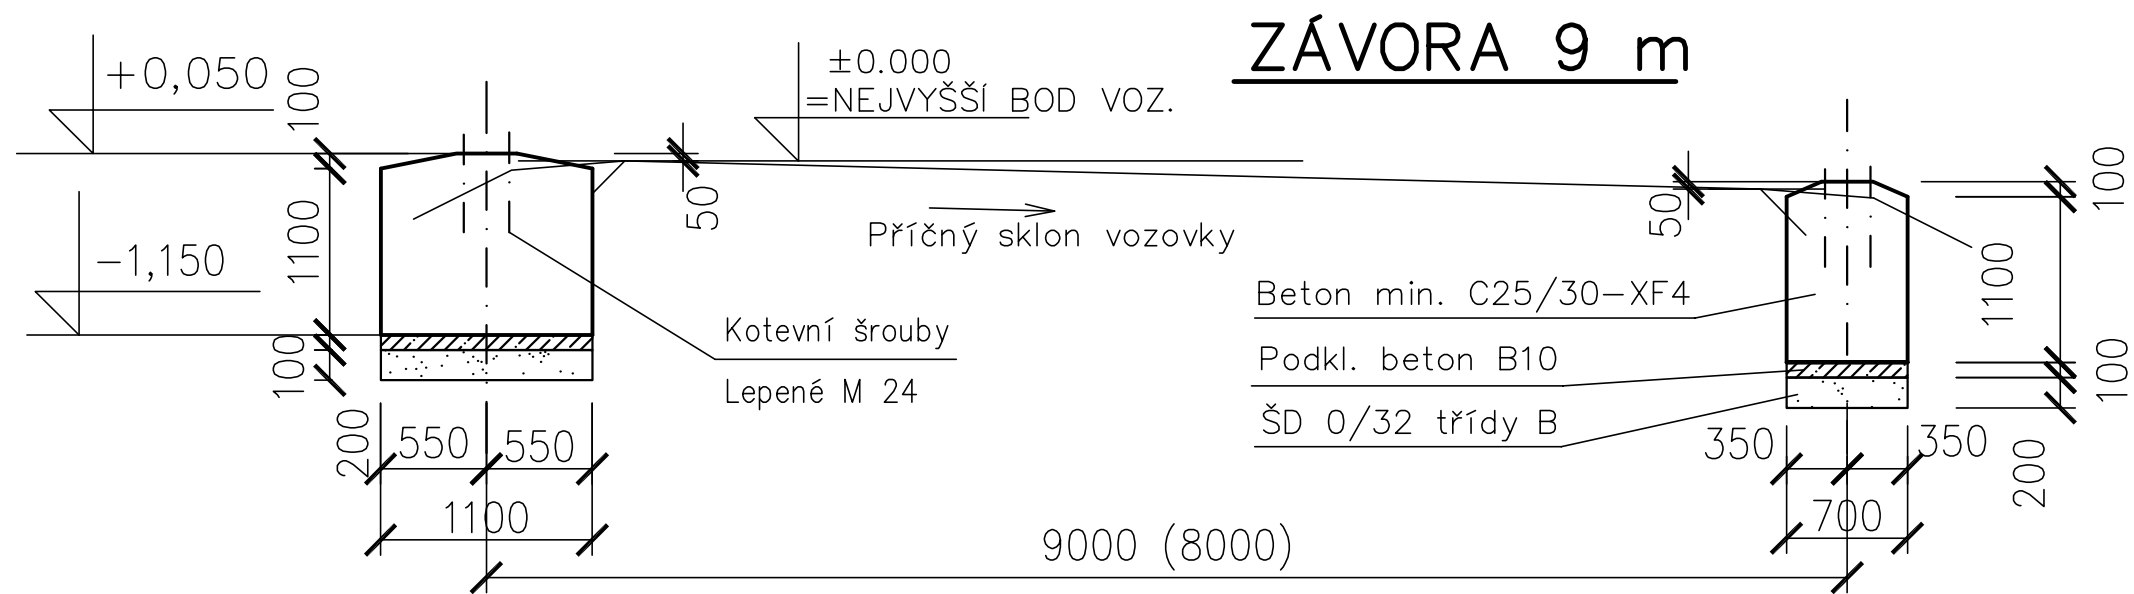 ZÁVORA 9 m
+0,050
100
±0.000
=NEJVYŠŠÍ BOD VOZ.
1100
-1,150
100
200
50
Příčný sklon vozovky
50
100
1100
100
200
Kotevní šrouby
Lepené M 24
Beton min. C25/30-XF4
Podkl. beton B10
ŠD 0/32 třídy B
550 550
1100
350 350
700
9000 (8000)